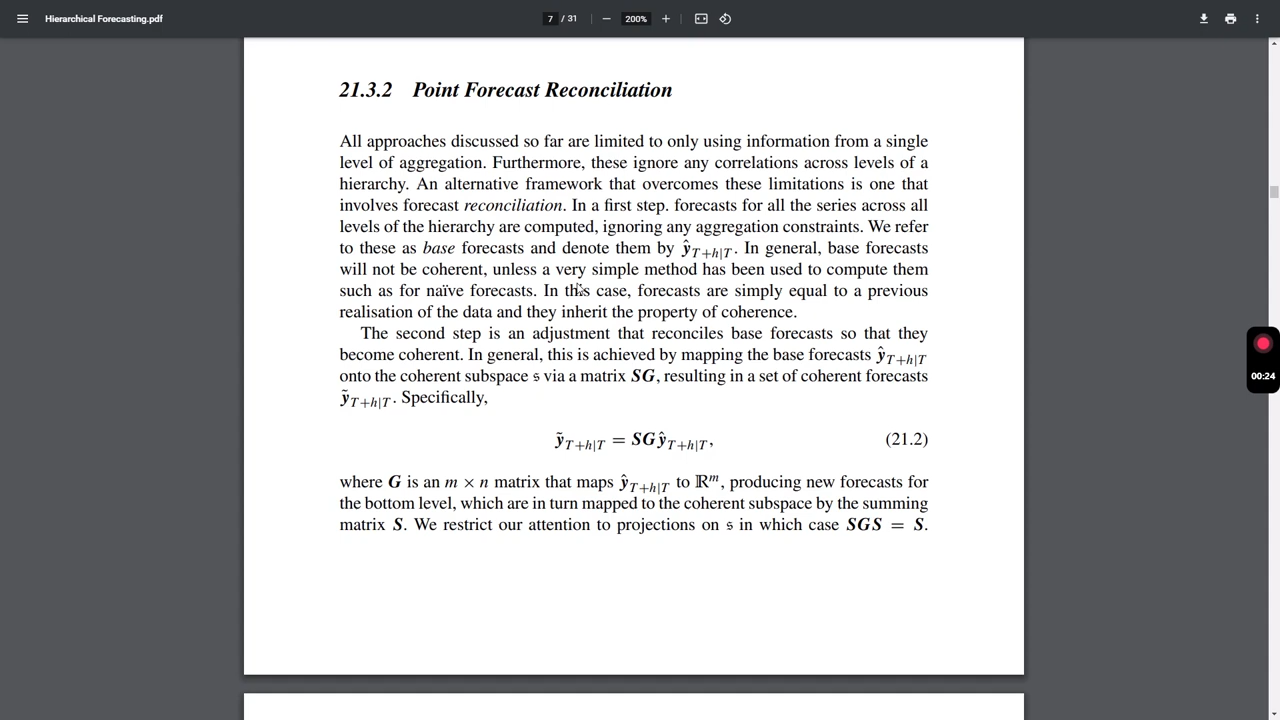 Hierarchical Forecasting.pdf
7 / 31
200%
21.3.2 Point Forecast Reconciliation
All approaches discussed so far are limited to only using information from a single
level of aggregation. Furthermore, these ignore any correlations across levels of a
hierarchy. An alternative framework that overcomes these limitations is one that
involves forecast reconciliation. In a first step. forecasts for all the series across all
levels of the hierarchy are computed, ignoring any aggregation constraints. We refer
to these as base forecasts and denote them by ŷ_{T+h|T}. In general, base forecasts
will not be coherent, unless a very simple method has been used to compute them
such as for naïve forecasts. In this case, forecasts are simply equal to a previous
realisation of the data and they inherit the property of coherence.
The second step is an adjustment that reconciles base forecasts so that they
become coherent. In general, this is achieved by mapping the base forecasts ŷ_{T+h|T}
onto the coherent subspace 𝔰 via a matrix SG, resulting in a set of coherent forecasts
ỹ_{T+h|T}. Specifically,
ỹ_{T+h|T} = SGŷ_{T+h|T}, (21.2)
where G is an m × n matrix that maps ŷ_{T+h|T} to ℝ^m, producing new forecasts for
the bottom level, which are in turn mapped to the coherent subspace by the summing
matrix S. We restrict our attention to projections on 𝔰 in which case SGS = S.
00:24